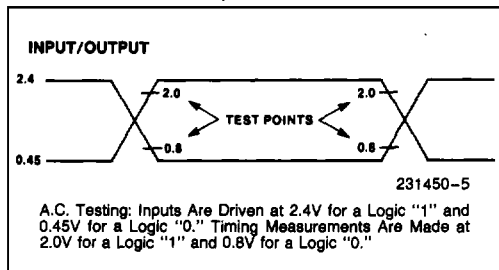 INPUT/OUTPUT
2.4
2.0
2.0
TEST POINTS
0.8
0.8
0.45
231450-5
A.C. Testing: Inputs Are Driven at 2.4V for a Logic "1" and
0.45V for a Logic "0." Timing Measurements Are Made at
2.0V for a Logic "1" and 0.8V for a Logic "0."